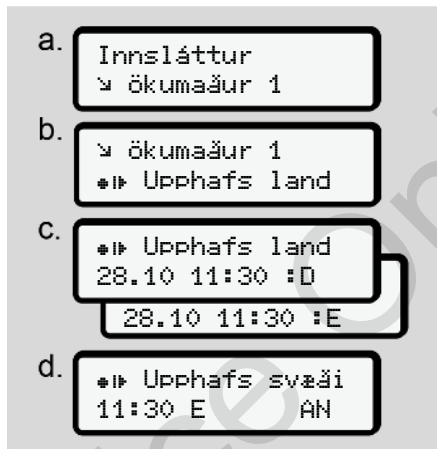 a.
Innsláttur
ökumaður 1
b.
ökumaður 1
Upphafs land
c.
Upphafs land
28.10 11:30 :D
28.10 11:30 :E
d.
Upphafs svæði
11:30 E AN